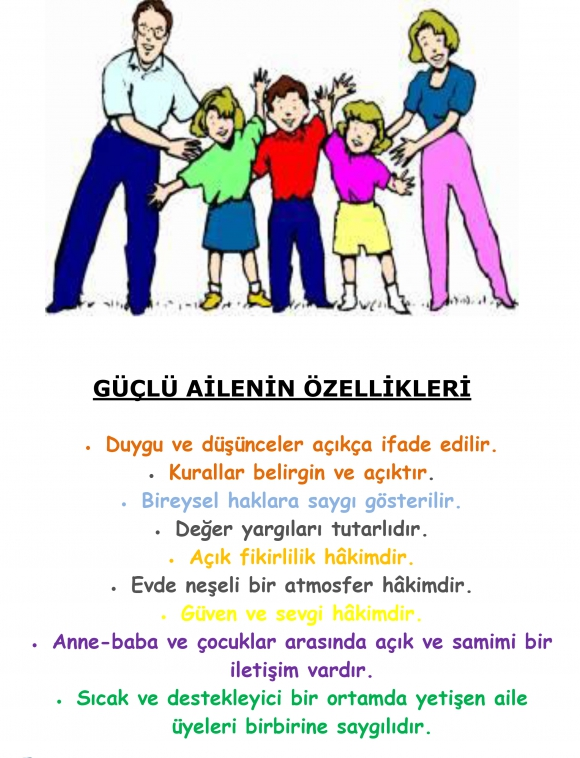 GÜÇLÜ AİLENİN ÖZELLİKLERİ
• Duygu ve düşünceler açıkça ifade edilir.
• Kurallar belirgin ve açıktır.
• Bireysel haklara saygı gösterilir.
• Değer yargıları tutarlıdır.
• Açık fikirlilik hâkimdir.
• Evde neşeli bir atmosfer hâkimdir.
• Güven ve sevgi hâkimdir.
• Anne-baba ve çocuklar arasında açık ve samimi bir
iletişim vardır.
• Sıcak ve destekleyici bir ortamda yetişen aile
üyeleri birbirine saygılıdır.